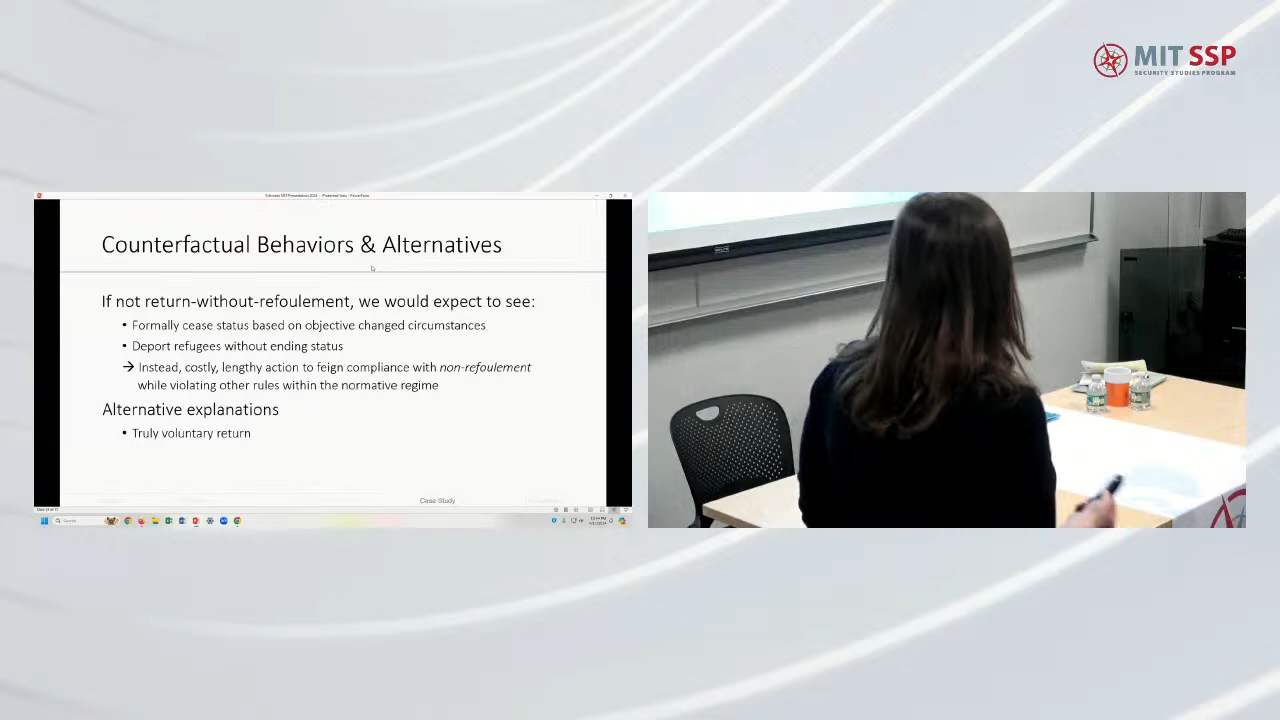 MIT SSP
SECURITY STUDIES PROGRAM
Counterfactual Behaviors & Alternatives
If not return-without-refoulement, we would expect to see:
• Formally cease status based on objective changed circumstances
• Deport refugees without ending status
→ Instead, costly, lengthy action to feign compliance with non-refoulement
while violating other rules within the normative regime
Alternative explanations
• Truly voluntary return
Case Study
Search